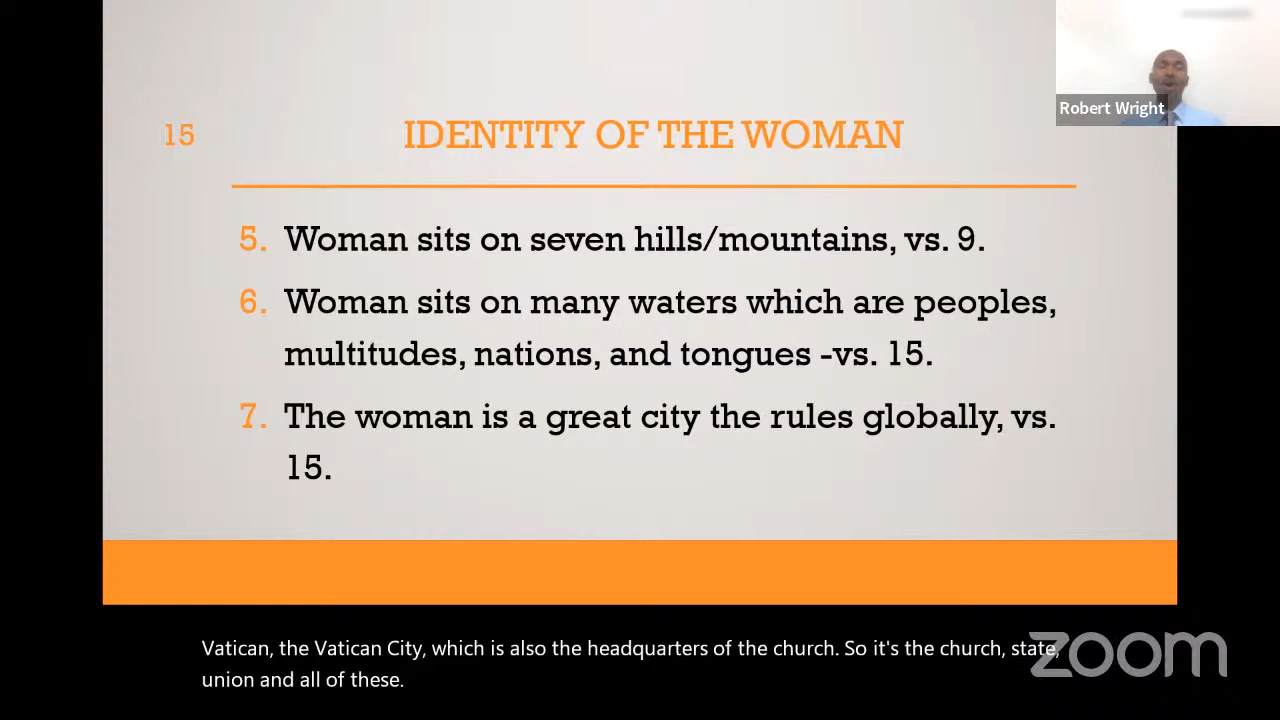 Robert Wright
15
IDENTITY OF THE WOMAN
5. Woman sits on seven hills/mountains, vs. 9.
6. Woman sits on many waters which are peoples,
multitudes, nations, and tongues -vs. 15.
7. The woman is a great city the rules globally, vs.
15.
Vatican, the Vatican City, which is also the headquarters of the church. So it's the church, state,
union and all of these.
zoom